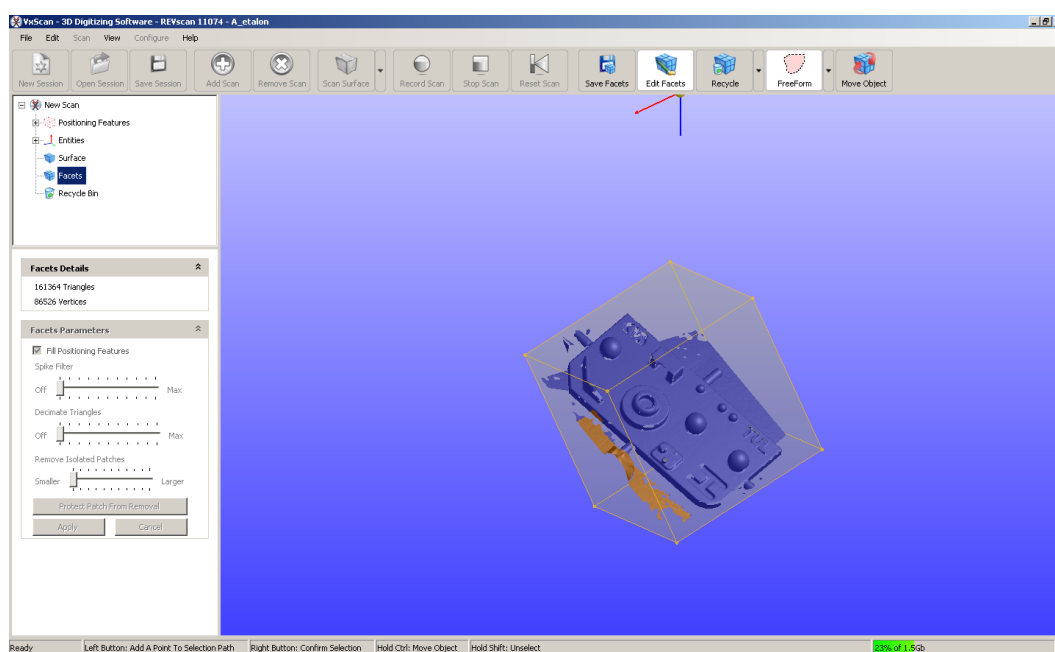 VxScan - 3D Digitizing Software - REVscan 11074 - A_etalon
File Edit Scan View Configure Help
New Session Open Session Save Session Add Scan Remove Scan Scan Surface Record Scan Stop Scan Reset Scan Save Facets Edit Facets Recycle FreeForm Move Object
New Scan
Positioning Features
Entities
Surface
Facets
Recycle Bin
Facets Details
161364 Triangles
86526 Vertices
Facets Parameters
Fill Positioning Features
Spike Filter
Off Max
Decimate Triangles
Off Max
Remove Isolated Patches
Smaller Larger
Protect Patch From Removal
Apply Cancel
Ready Left Button: Add A Point To Selection Path Right Button: Confirm Selection Hold Ctrl: Move Object Hold Shift: Unselect 23% of 1.5Gb